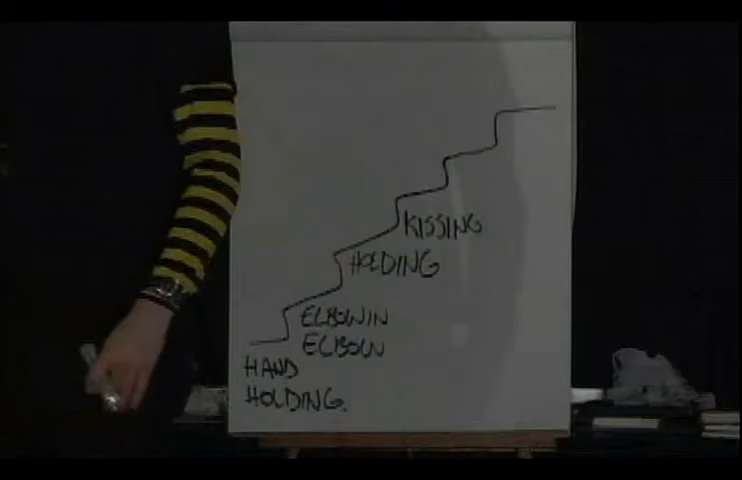 KISSING
HOLDING
ELBOW IN
ELBOW
HAND
HOLDING.